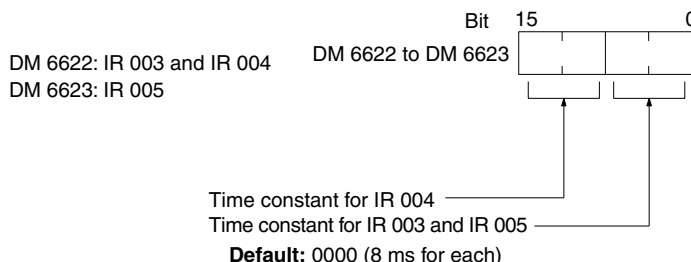 Bit 15 0
DM 6622: IR 003 and IR 004
DM 6622 to DM 6623
DM 6623: IR 005
Time constant for IR 004
Time constant for IR 003 and IR 005
Default: 0000 (8 ms for each)